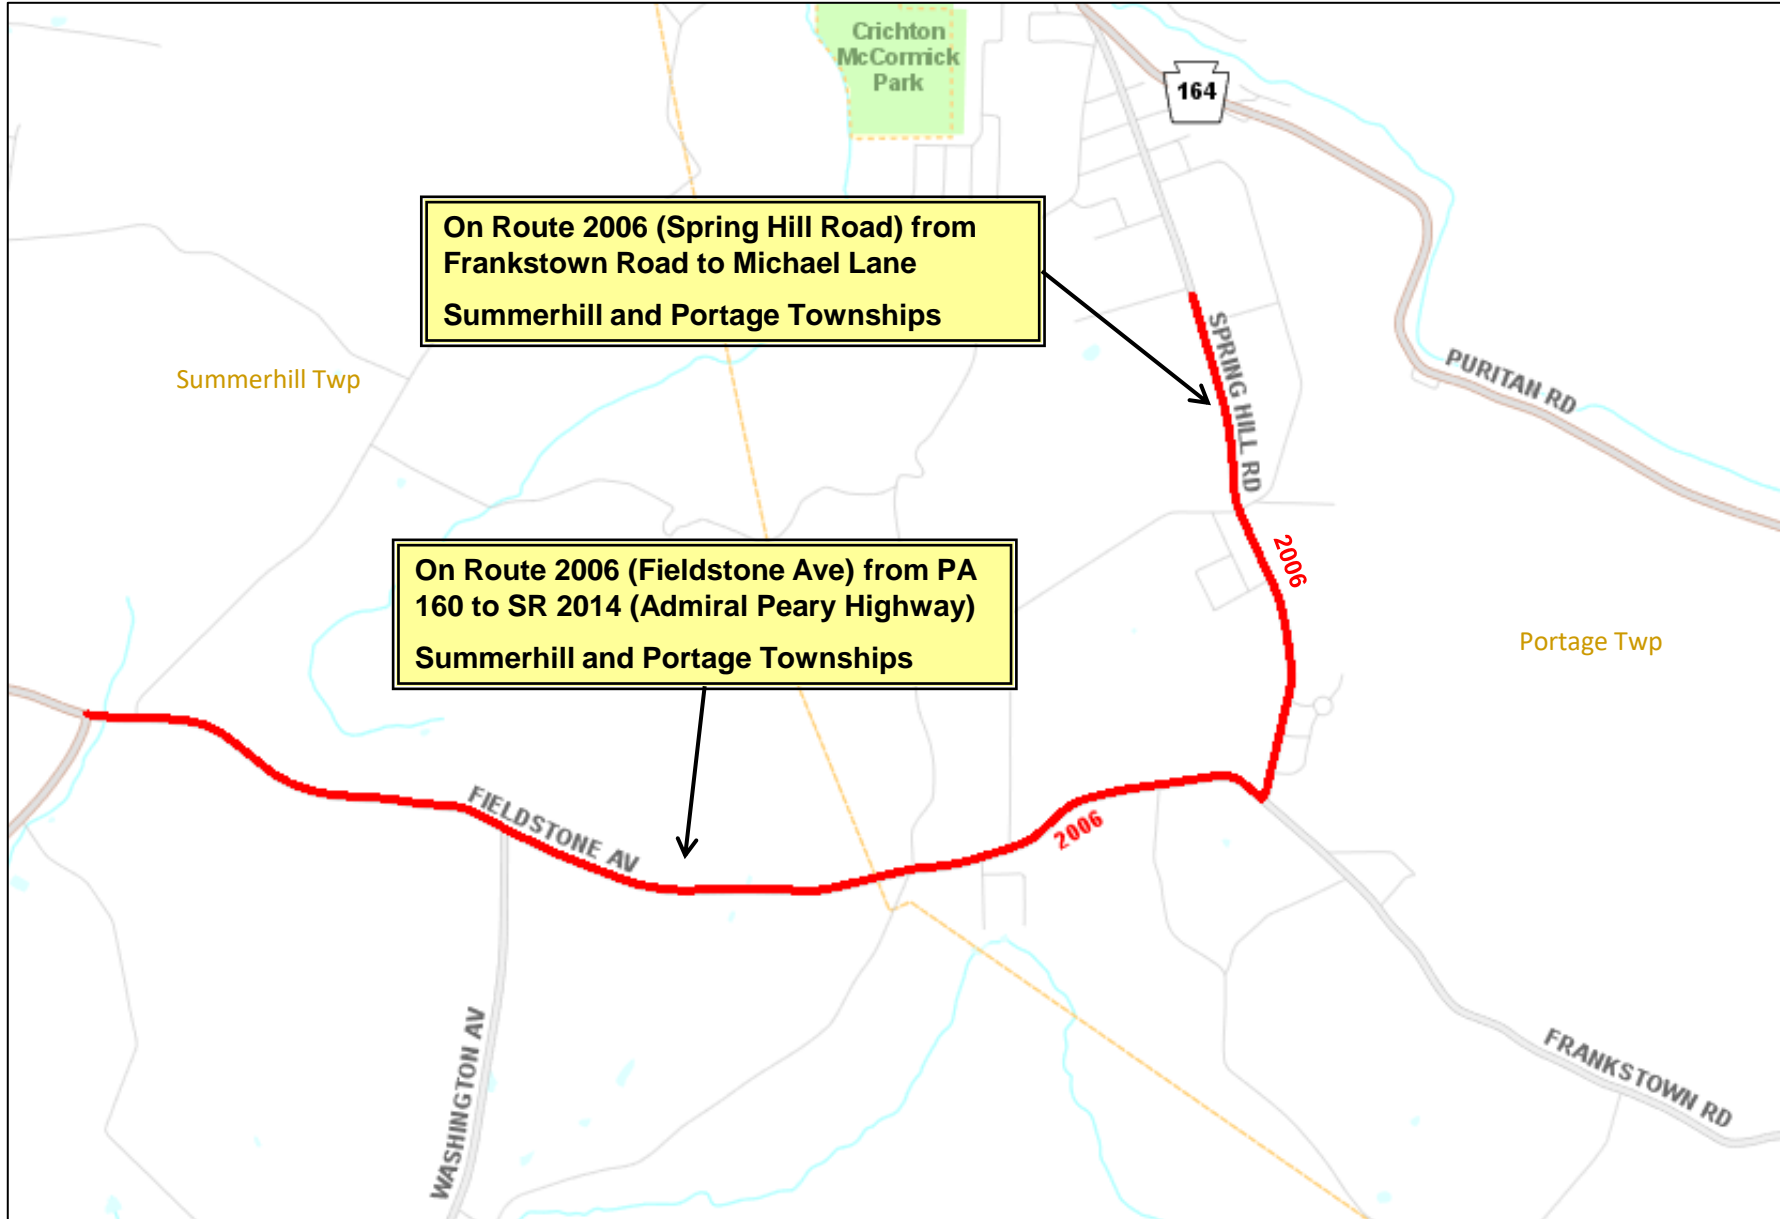 Crichton
McCormick
Park
164
On Route 2006 (Spring Hill Road) from
Frankstown Road to Michael Lane
Summerhill and Portage Townships
SPRING HILL RD
PURITAN RD
Summerhill Twp
On Route 2006 (Fieldstone Ave) from PA
160 to SR 2014 (Admiral Peary Highway)
Summerhill and Portage Townships
2006
Portage Twp
FIELDSTONE AV
2006
WASHINGTON AV
FRANKSTOWN RD